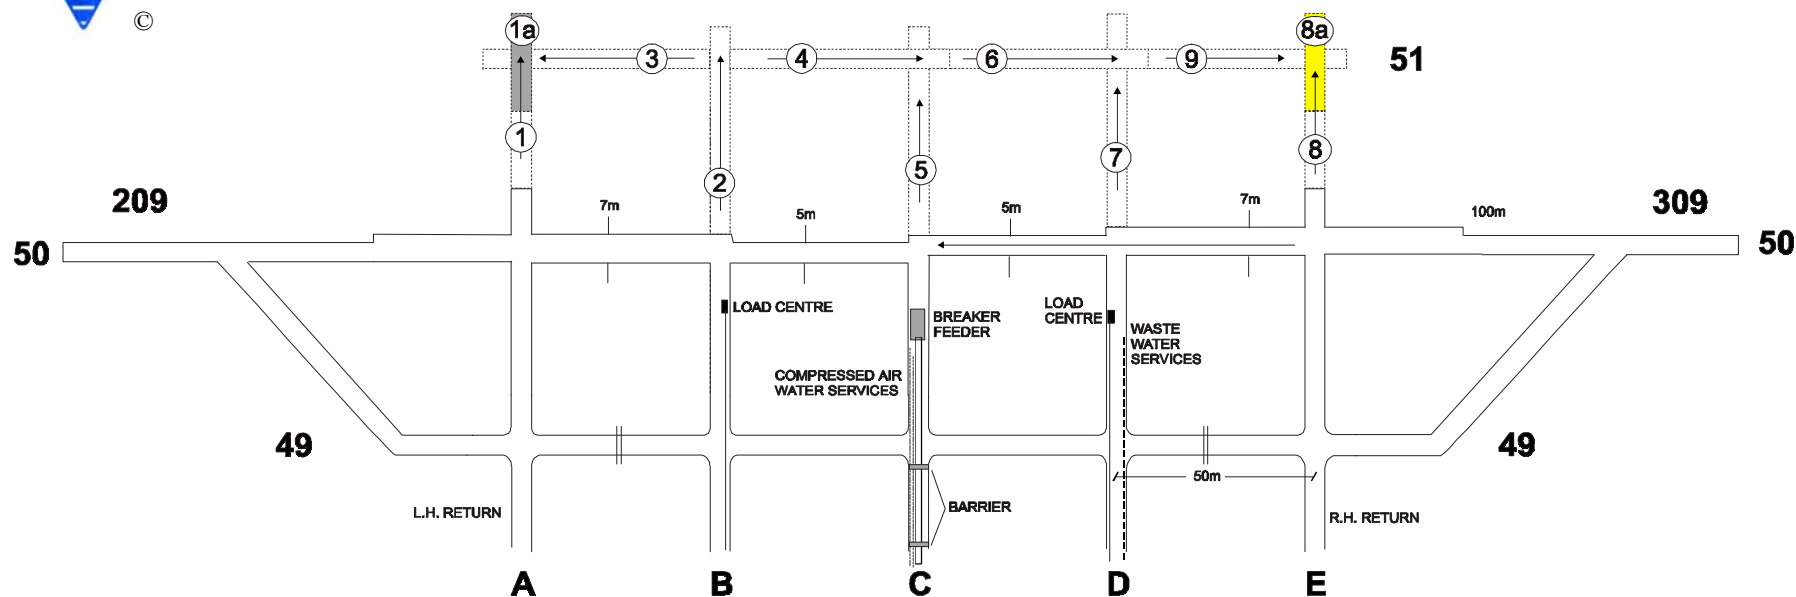 ©
1a
8a
3
4
6
9
51
1
8
7
5
2
209
7m
5m
5m
7m
100m
309
50
50
LOAD CENTRE
BREAKER
FEEDER
LOAD
CENTRE
WASTE
WATER
SERVICES
COMPRESSED AIR
WATER SERVICES
49
49
50m
L.H. RETURN
BARRIER
R.H. RETURN
A
B
C
D
E